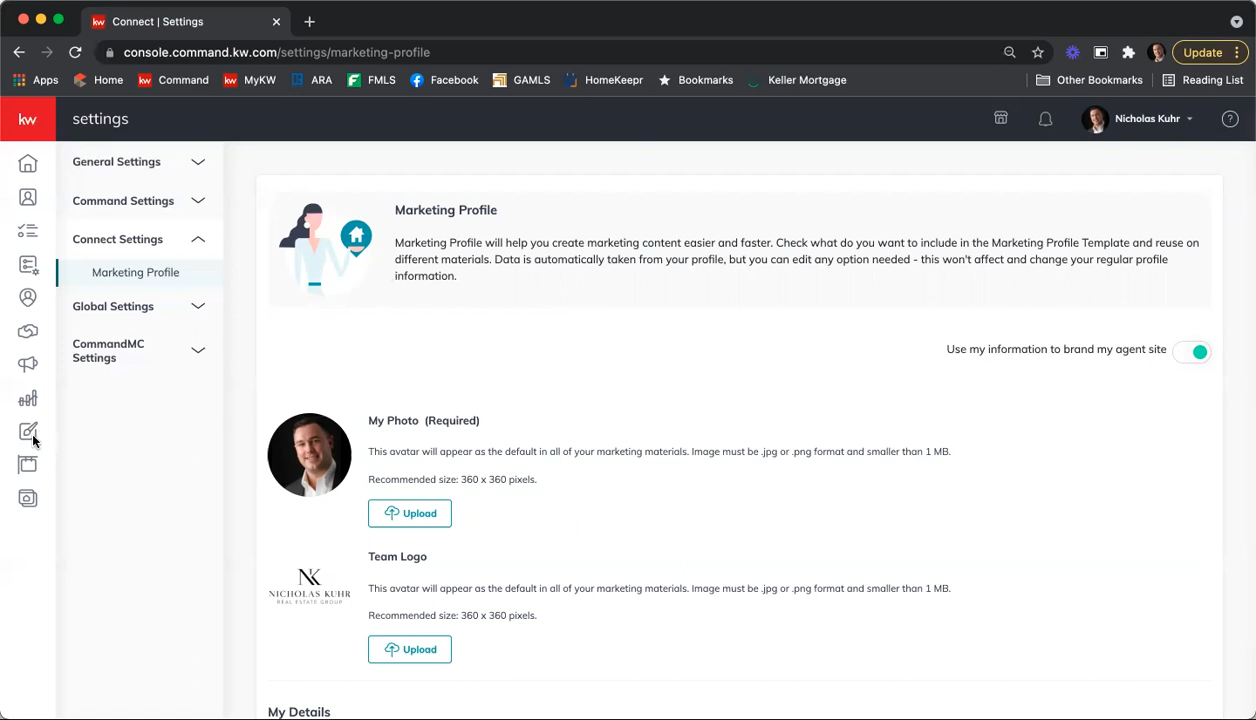 Connect | Settings
console.command.kw.com/settings/marketing-profile
Update
Apps
Home
Command
MyKW
ARA
FMLS
Facebook
GAMLS
HomeKeepr
Bookmarks
Keller Mortgage
Other Bookmarks
Reading List
kw
settings
Nicholas Kuhr
General Settings
Command Settings
Connect Settings
Marketing Profile
Global Settings
CommandMC
Settings
Marketing Profile
Marketing Profile will help you create marketing content easier and faster. Check what do you want to include in the Marketing Profile Template and reuse on
different materials. Data is automatically taken from your profile, but you can edit any option needed - this won't affect and change your regular profile
information.
Use my information to brand my agent site
My Photo (Required)
This avatar will appear as the default in all of your marketing materials. Image must be .jpg or .png format and smaller than 1 MB.
Recommended size: 360 x 360 pixels.
Upload
Team Logo
NK
NICHOLAS KUHR
REAL ESTATE GROUP
This avatar will appear as the default in all of your marketing materials. Image must be .jpg or .png format and smaller than 1 MB.
Recommended size: 360 x 360 pixels.
Upload
My Details